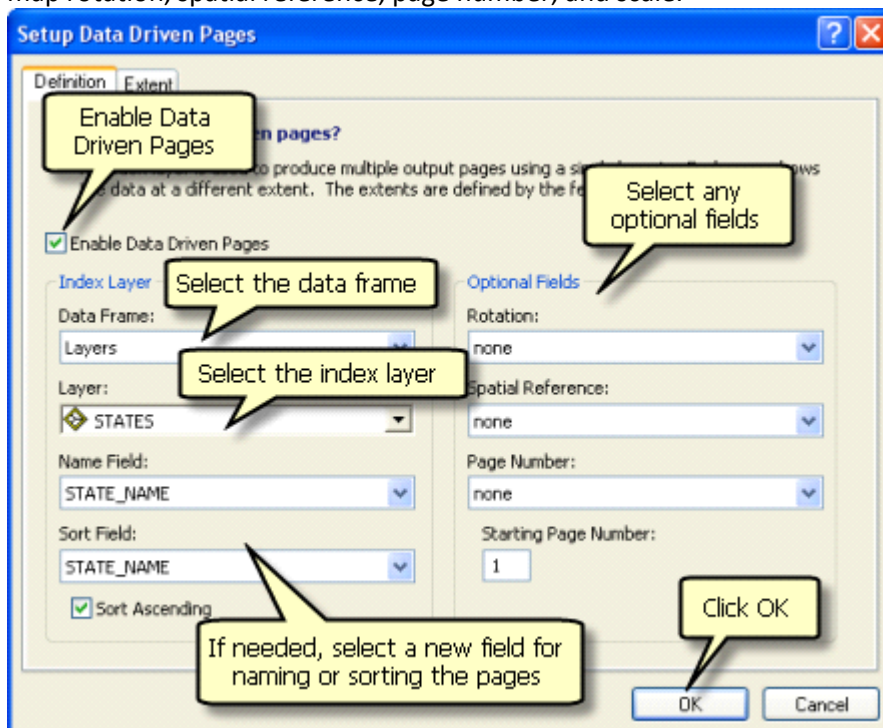 map rotation, spatial reference, page number, and scale.
Setup Data Driven Pages
Definition Extent
Enable Data
Driven Pages
pages?
to produce multiple output pages using a
data at a different extent. The extents are defined by the
Select any
optional fields
Enable Data Driven Pages
Index Layer
Select the data frame
Optional Fields
Data Frame:
Rotation:
Layers
none
Select the index layer
Layer:
Spatial Reference:
STATES
none
Name Field:
Page Number:
STATE_NAME
none
Sort Field:
Starting Page Number:
STATE_NAME
1
Sort Ascending
Click OK
If needed, select a new field for
naming or sorting the pages
OK Cancel